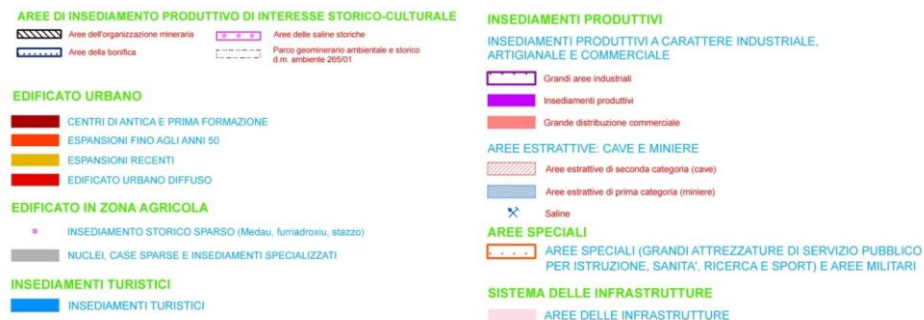 AREE DI INSEDIAMENTO PRODUTTIVO DI INTERESSE STORICO-CULTURALE
Aree dell'organizzazione mineraria
Aree delle saline storiche
Aree della bonifica
Parco geominerario ambientale e storico
d.m. ambiente 265/01
EDIFICATO URBANO
CENTRI DI ANTICA E PRIMA FORMAZIONE
ESPANSIONI FINO AGLI ANNI 50
ESPANSIONI RECENTI
EDIFICATO URBANO DIFFUSO
EDIFICATO IN ZONA AGRICOLA
INSEDIAMENTO STORICO SPARSO (Medau, furriadroxiu, stazzo)
NUCLEI, CASE SPARSE E INSEDIAMENTI SPECIALIZZATI
INSEDIAMENTI TURISTICI
INSEDIAMENTI TURISTICI
INSEDIAMENTI PRODUTTIVI
INSEDIAMENTI PRODUTTIVI A CARATTERE INDUSTRIALE,
ARTIGIANALE E COMMERCIALE
Grandi aree industriali
Insediamenti produttivi
Grande distribuzione commerciale
AREE ESTRATTIVE: CAVE E MINIERE
Aree estrattive di seconda categoria (cave)
Aree estrattive di prima categoria (miniere)
Saline
AREE SPECIALI
AREE SPECIALI (GRANDI ATTREZZATURE DI SERVIZIO PUBBLICO
PER ISTRUZIONE, SANITA', RICERCA E SPORT) E AREE MILITARI
SISTEMA DELLE INFRASTRUTTURE
AREE DELLE INFRASTRUTTURE